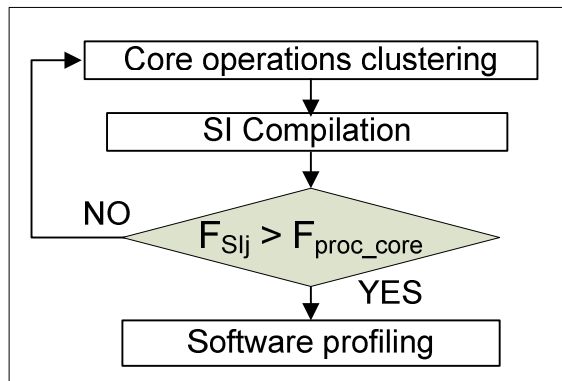 Core operations clustering
SI Compilation
NO
F_SIj > F_proc_core
YES
Software profiling